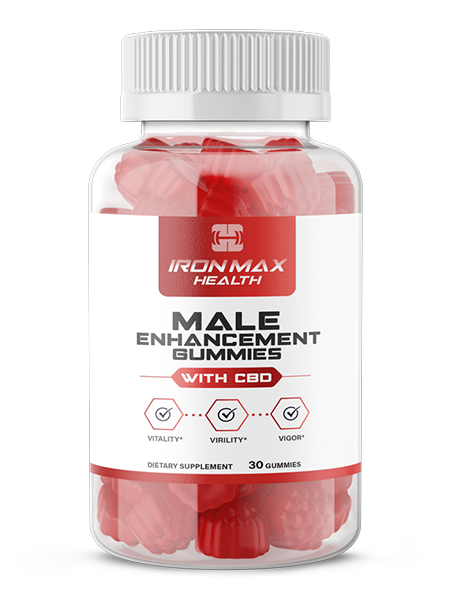 IRON MAX
HEALTH
MALE
ENHANCEMENT
GUMMIES
WITH CBD
VITALITY* VIRILITY* VIGOR*
DIETARY SUPPLEMENT 30 GUMMIES